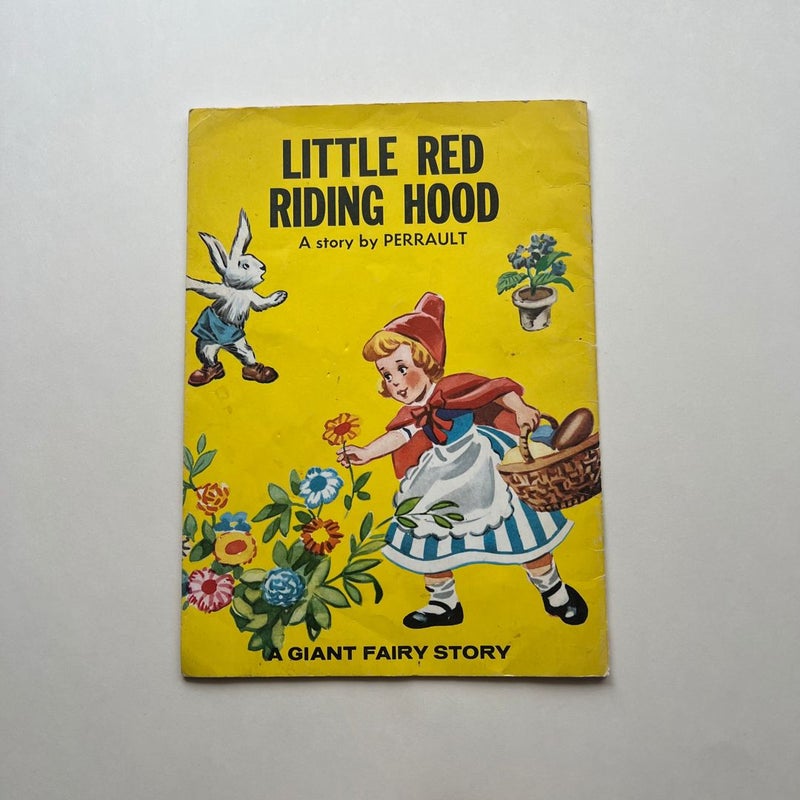 LITTLE RED
RIDING HOOD
A story by PERRAULT
A GIANT FAIRY STORY